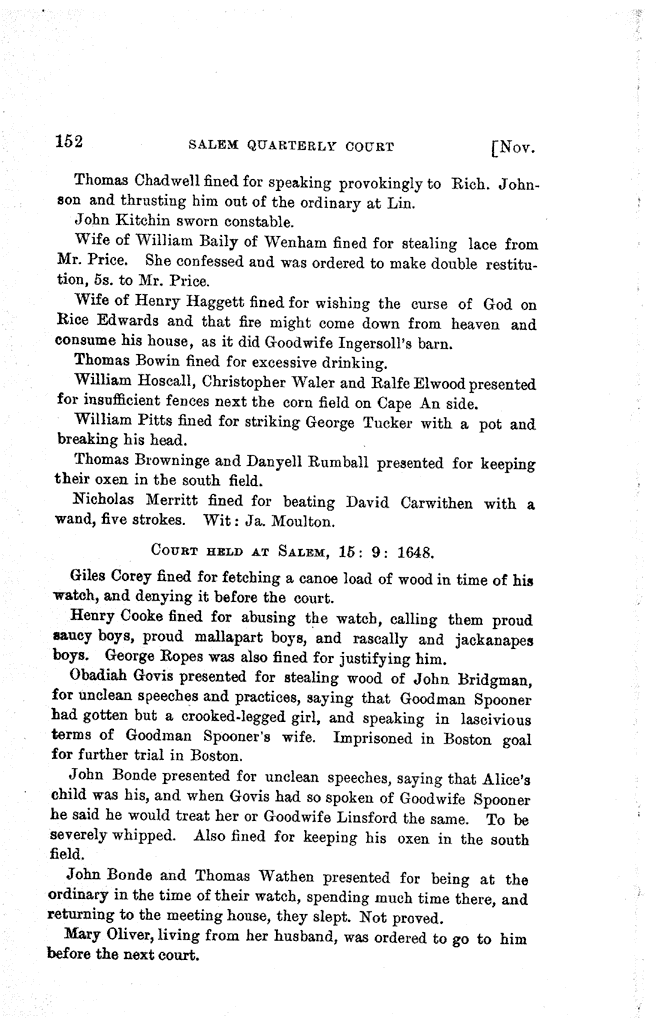 152 SALEM QUARTERLY COURT [Nov.
Thomas Chadwell fined for speaking provokingly to Rich. John-
son and thrusting him out of the ordinary at Lin.
John Kitchin sworn constable.
Wife of William Baily of Wenham fined for stealing lace from
Mr. Price. She confessed and was ordered to make double restitu-
tion, 5s. to Mr. Price.
Wife of Henry Haggett fined for wishing the curse of God on
Rice Edwards and that fire might come down from heaven and
consume his house, as it did Goodwife Ingersoll's barn.
Thomas Bowin fined for excessive drinking.
William Hoscall, Christopher Waler and Ralfe Elwood presented
for insufficient fences next the corn field on Cape An side.
William Pitts fined for striking George Tucker with a pot and
breaking his head.
Thomas Browninge and Danyell Rumball presented for keeping
their oxen in the south field.
Nicholas Merritt fined for beating David Carwithen with a
wand, five strokes. Wit: Ja. Moulton.
COURT HELD AT SALEM, 15: 9: 1648.
Giles Corey fined for fetching a canoe load of wood in time of his
watch, and denying it before the court.
Henry Cooke fined for abusing the watch, calling them proud
saucy boys, proud mallapart boys, and rascally and jackanapes
boys. George Ropes was also fined for justifying him.
Obadiah Govis presented for stealing wood of John Bridgman,
for unclean speeches and practices, saying that Goodman Spooner
had gotten but a crooked-legged girl, and speaking in lascivious
terms of Goodman Spooner's wife. Imprisoned in Boston goal
for further trial in Boston.
John Bonde presented for unclean speeches, saying that Alice's
child was his, and when Govis had so spoken of Goodwife Spooner
he said he would treat her or Goodwife Linsford the same. To be
severely whipped. Also fined for keeping his oxen in the south
field.
John Bonde and Thomas Wathen presented for being at the
ordinary in the time of their watch, spending much time there, and
returning to the meeting house, they slept. Not proved.
Mary Oliver, living from her husband, was ordered to go to him
before the next court.